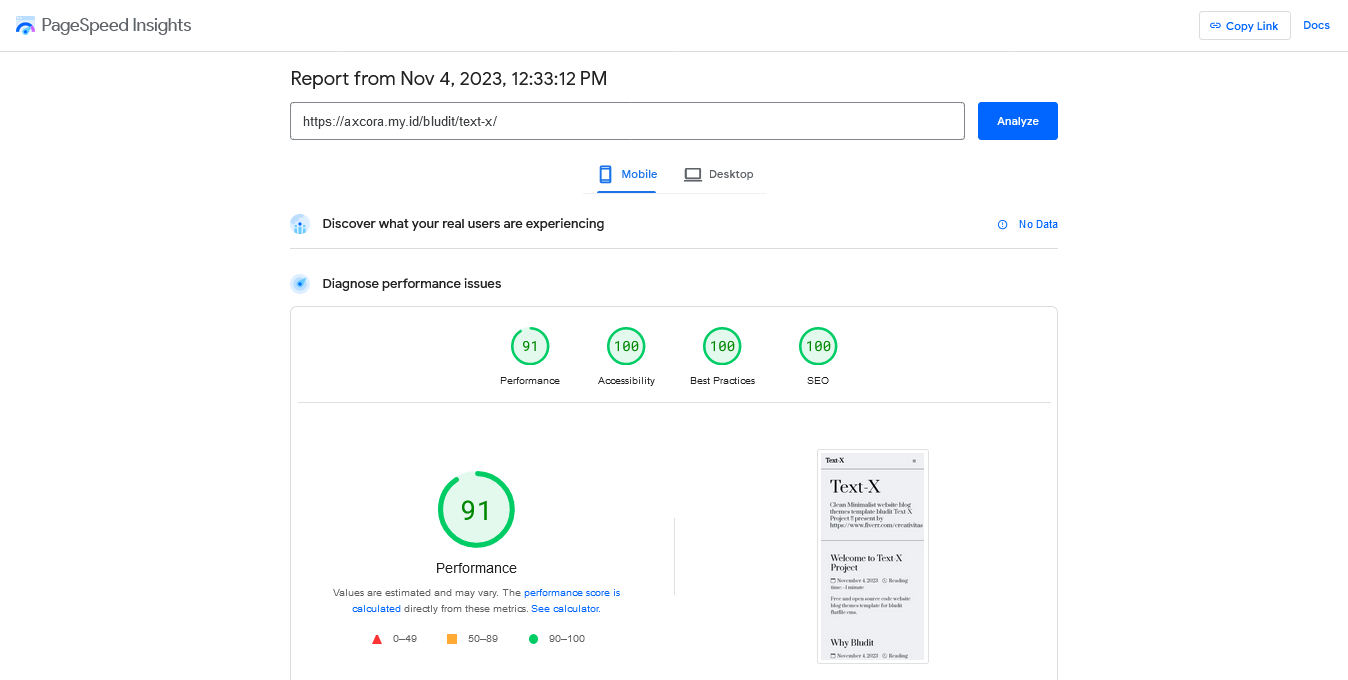 PageSpeed Insights
Copy Link
Docs
Report from Nov 4, 2023, 12:33:12 PM
https://axcora.my.id/bludit/text-x/
Analyze
Mobile
Desktop
Discover what your real users are experiencing
No Data
Diagnose performance issues
91
100
100
100
Performance
Accessibility
Best Practices
SEO
91
Performance
Values are estimated and may vary. The performance score is
calculated directly from these metrics. See calculator.
0–49
50–89
90–100
Text-X
Text-X
Clean Minimalist website blog
themes template bludit Text-X
Project !! present by
https://www.fiverr.com/creativitas
Welcome to Text-X
Project
November 4, 2023 Reading
time: -1 minute
Free and open source code website
blog themes template for bludit
flatfile cms.
Why Bludit
November 4, 2023 Reading